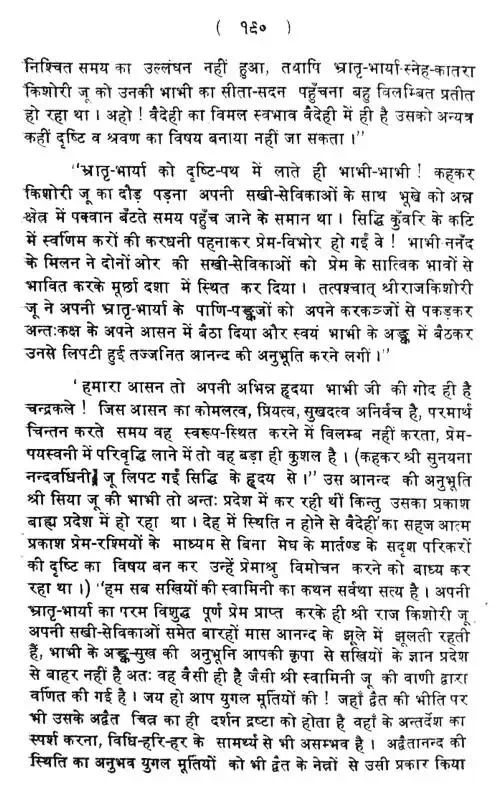 ( १९० )
निश्चित समय का उल्लंघन नहीं हुआ, तथापि भ्रातृ-भार्या-स्नेह-कातरा
किशोरी जू को उनकी भाभी का सीता-सदन पहुँचना बहु विलम्बित प्रतीत
हो रहा था । अहो ! वैदेही का विमल स्वभाव वैदेही में ही है उसको अन्यत्र
कहीं दृष्टि व श्रवण का विषय बनाया नहीं जा सकता ।"
"भ्रातृ-भार्या को दृष्टि-पथ में लाते ही भाभी-भाभी ! कहकर
किशोरी जू का दौड़ पड़ना अपनी सखी-सेविकाओं के साथ भूखे को अन्न
क्षेत्र में पक्वान बँटते समय पहुँच जाने के समान था । सिद्धि कुँवरि के कटि
में स्वर्णिम करों की करधनी पहनाकर प्रेम-विभोर हो गईं वे ! भाभी ननँद
के मिलन ने दोनों ओर की सखी-सेविकाओं को प्रेम के सात्विक भावों से
भावित करके मूर्छा दशा में स्थित कर दिया । तत्पश्चात् श्रीराजकिशोरी
जू ने अपनी भ्रातृ-भार्या के पाणि-पङ्कजों को अपने करकञ्जों से पकड़कर
अन्तःकक्ष के अपने आसन में बैठा दिया और स्वयं भाभी के अङ्क में बैठकर
उनसे लिपटी हुई तज्जनित आनन्द की अनुभूति करने लगीं ।"
'हमारा आसन तो अपनी अभिन्न हृदया भाभी जी की गोद ही है
चन्द्रकले ! जिस आसन का कोमलत्व, प्रियत्व, सुखदत्व अनिर्वच है, परमार्थ
चिन्तन करते समय वह स्वरूप-स्थित करने में विलम्ब नहीं करता, प्रेम-
पयस्वनी में परिवृद्धि लाने में तो वह बड़ा ही कुशल है । (कहकर श्री सुनयना
नन्दवर्धिनी जू लिपट गईं सिद्धि के हृदय से ।" उस आनन्द की अनुभूति
श्री सिया जू की भाभी तो अन्तः प्रदेश में कर रही थीं किन्तु उसका प्रकाश
बाह्य प्रदेश में हो रहा था । देह में स्थिति न होने से वैदेही का सहज आत्म
प्रकाश प्रेम-रश्मियों के माध्यम से बिना मेघ के मार्तण्ड के सदृश परिकरों
की दृष्टि का विषय बन कर उन्हें प्रेमाश्रु विमोचन करने को बाध्य कर
रहा था ।) "हम सब सखियों की स्वामिनी का कथन सर्वथा सत्य है । अपनी
भ्रातृ-भार्या का परम विशुद्ध पूर्ण प्रेम प्राप्त करके ही श्री राज किशोरी जू
अपनी सखी-सेविकाओं समेत बारहों मास आनन्द के झूले में झूलती रहती
हैं, भाभी के अङ्क-सुख की अनुभूनि आपकी कृपा से सखियों के ज्ञान प्रदेश
से बाहर नहीं है अतः वह वैसी ही है जैसी श्री स्वामिनी जू की वाणी द्वारा
वर्णित की गई है । जय हो आप युगल मूर्तियों की ! जहाँ द्वैत की भीति पर
भी उसके अद्वैत चित्र का ही दर्शन द्रष्टा को होता है वहाँ के अन्तर्देश का
स्पर्श करना, विधि-हरि-हर के सामर्थ्य से भी असम्भव है । अद्वैतानन्द की
स्थिति का अनुभव युगल मूर्तियों को भी द्वैत के नेत्रों से उसी प्रकार किया